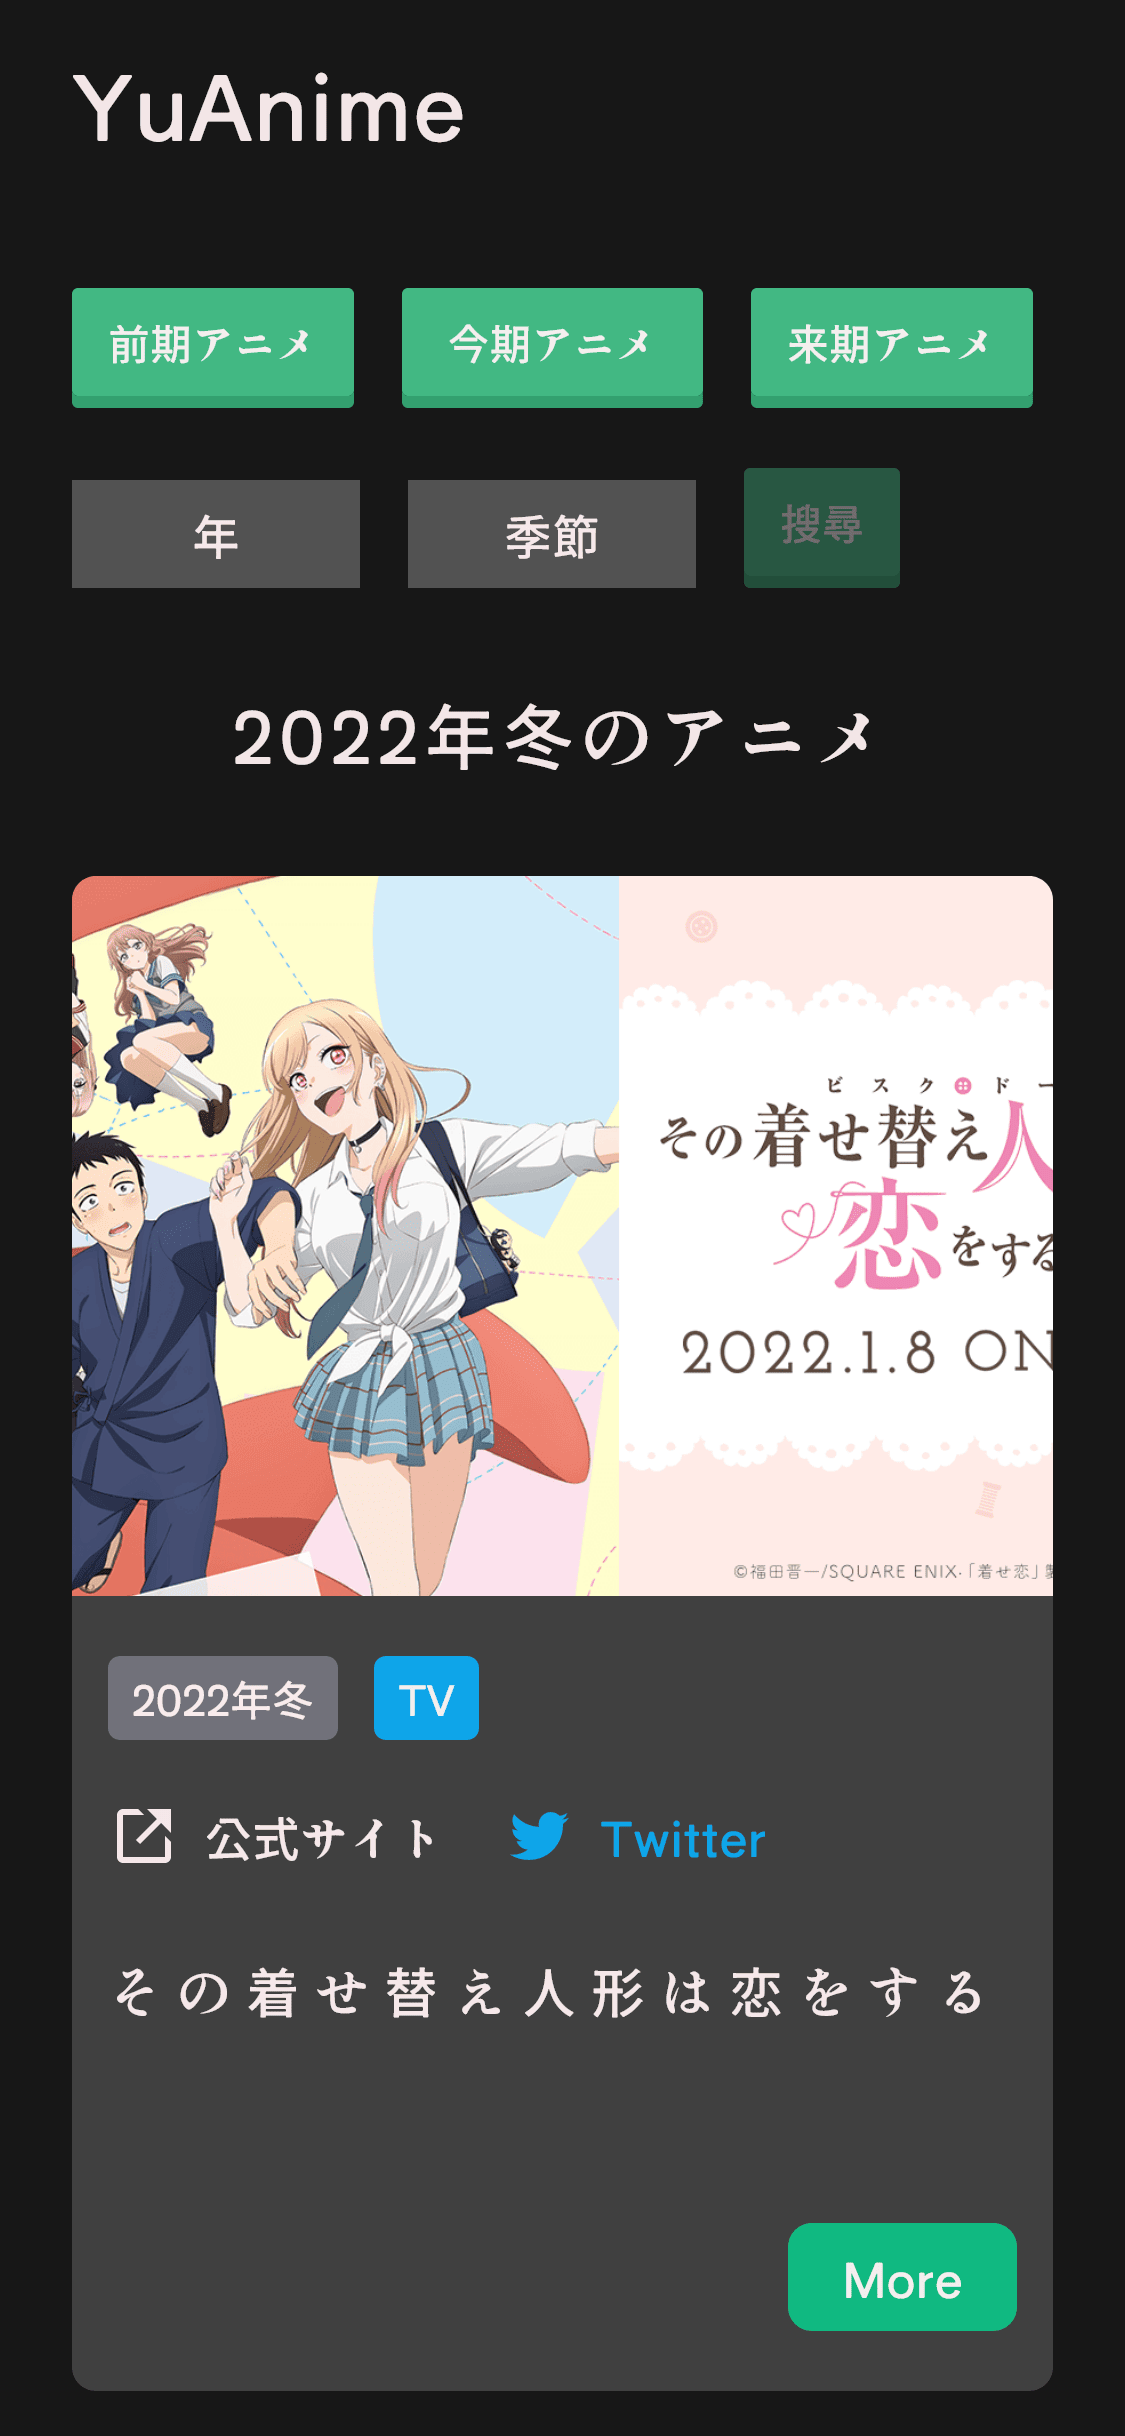 YuAnime
前期アニメ 今期アニメ 来期アニメ
年 季節 搜尋
2022年冬のアニメ
ビスクドー
その着せ替え人
恋をする
2022.1.8 ON
©福田晋一/SQUARE ENIX・「着せ恋」製
2022年冬 TV
公式サイト Twitter
その着せ替え人形は恋をする
More